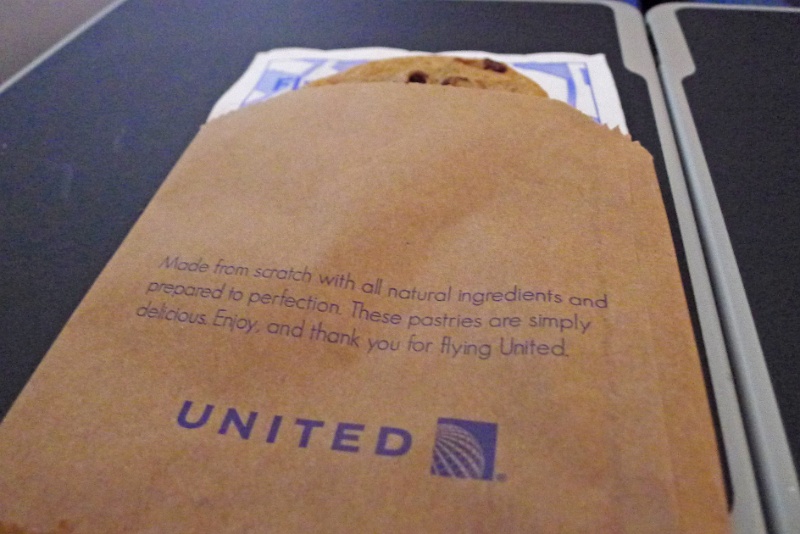 Made from scratch with all natural ingredients and
prepared to perfection. These pastries are simply
delicious. Enjoy, and thank you for flying United.
UNITED